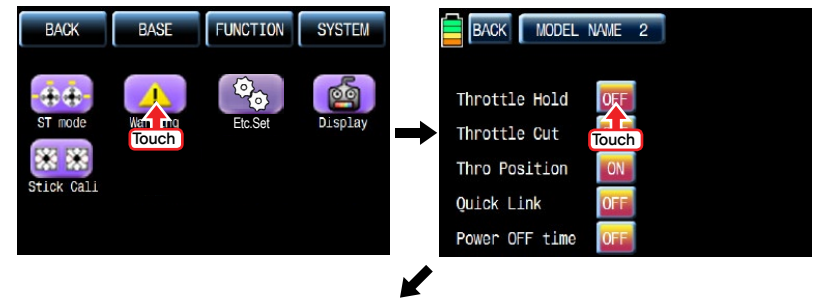 BACK BASE FUNCTION SYSTEM
ST mode Etc.Set Display
Touch
Stick Cali
BACK MODEL NAME 2
Throttle Hold OFF
Throttle Cut
Touch
Thro Position ON
Quick Link OFF
Power OFF time OFF